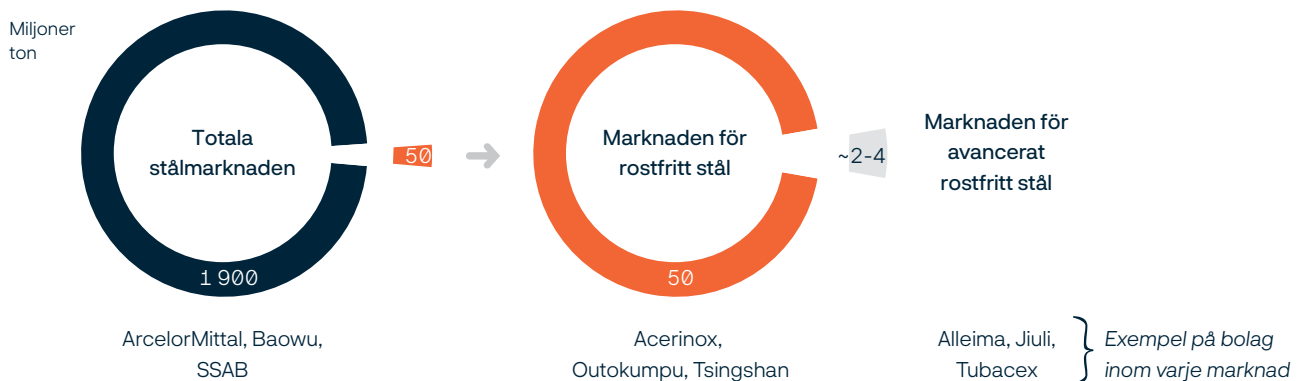 Miljoner
ton
Totala
stålmarknaden
1 900
50
Marknaden för
rostfritt stål
50
~2-4
Marknaden för
avancerat
rostfritt stål
ArcelorMittal, Baowu,
SSAB
Acerinox,
Outokumpu, Tsingshan
Alleima, Jiuli,
Tubacex
Exempel på bolag
inom varje marknad